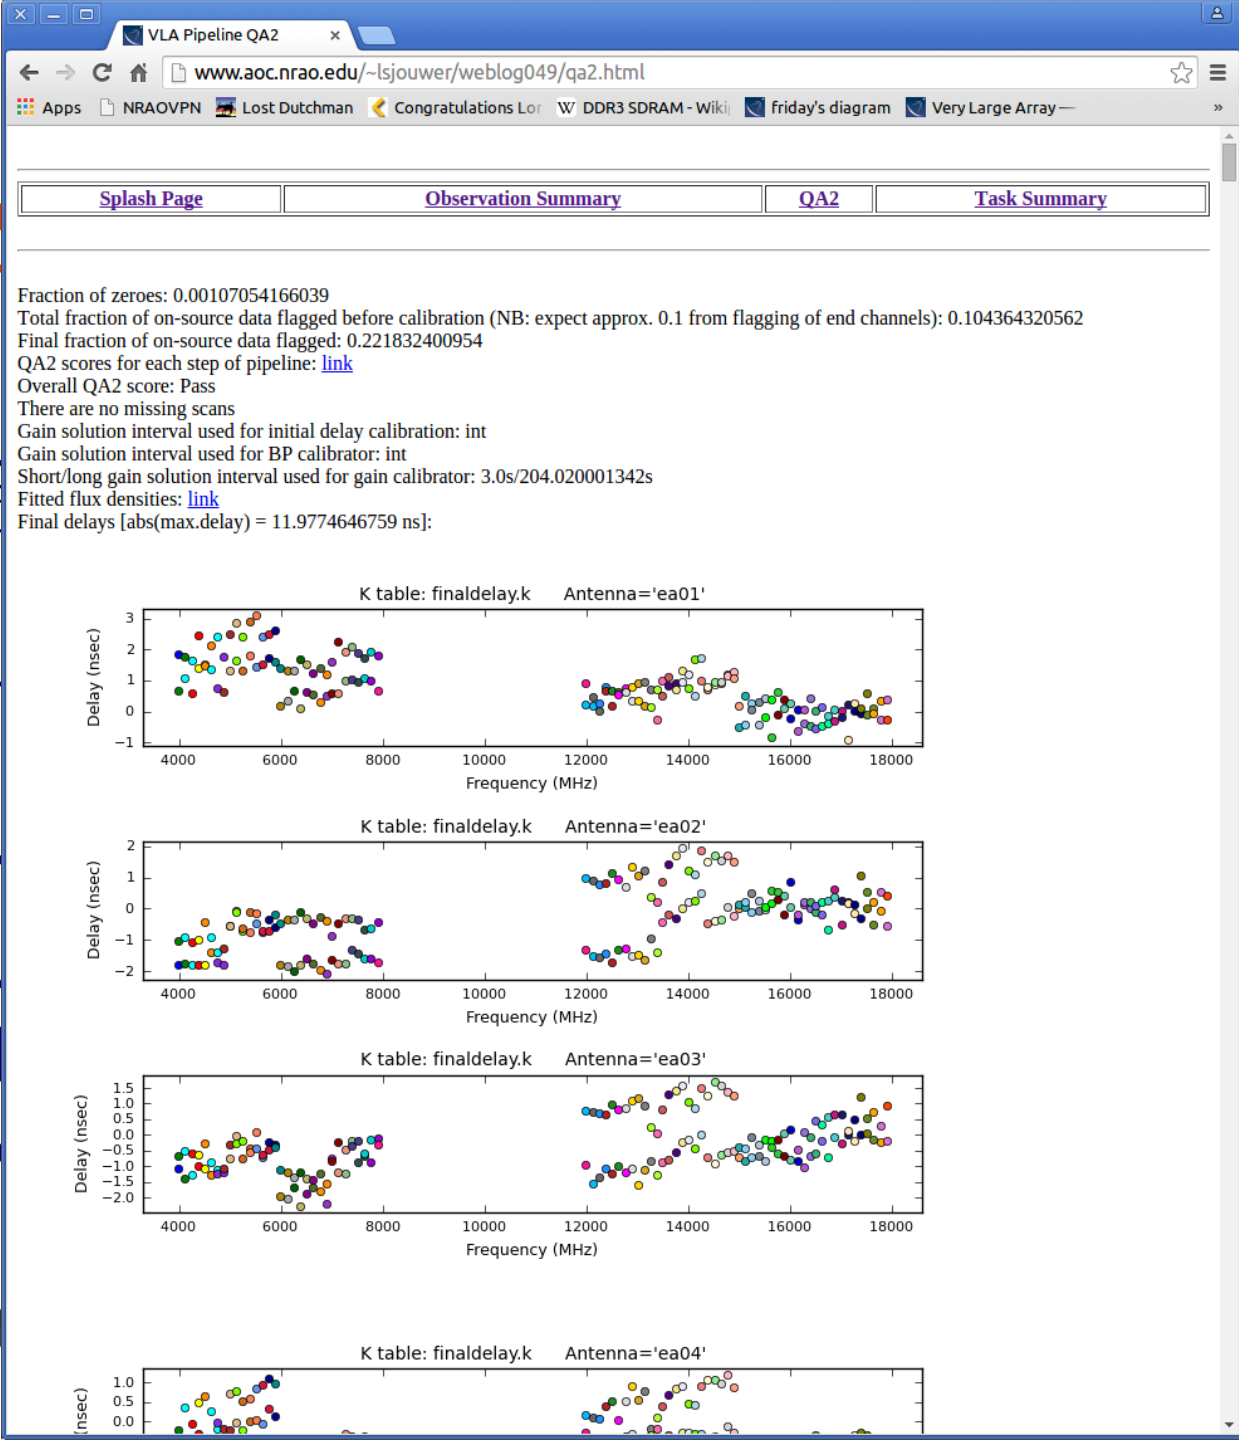 VLA Pipeline QA2
www.aoc.nrao.edu/~lsjouwer/weblog049/qa2.html
Apps NRAOVPN Lost Dutchman Congratulations Lor DDR3 SDRAM - Wiki friday's diagram Very Large Array — »
Splash Page Observation Summary QA2 Task Summary
Fraction of zeroes: 0.00107054166039
Total fraction of on-source data flagged before calibration (NB: expect approx. 0.1 from flagging of end channels): 0.104364320562
Final fraction of on-source data flagged: 0.221832400954
QA2 scores for each step of pipeline: link
Overall QA2 score: Pass
There are no missing scans
Gain solution interval used for initial delay calibration: int
Gain solution interval used for BP calibrator: int
Short/long gain solution interval used for gain calibrator: 3.0s/204.020001342s
Fitted flux densities: link
Final delays [abs(max.delay) = 11.9774646759 ns]:
K table: finaldelay.k Antenna='ea01'
Delay (nsec)
3
2
1
0
−1
4000 6000 8000 10000 12000 14000 16000 18000
Frequency (MHz)
K table: finaldelay.k Antenna='ea02'
Delay (nsec)
2
1
0
−1
−2
4000 6000 8000 10000 12000 14000 16000 18000
Frequency (MHz)
K table: finaldelay.k Antenna='ea03'
Delay (nsec)
1.5
1.0
0.5
0.0
−0.5
−1.0
−1.5
−2.0
4000 6000 8000 10000 12000 14000 16000 18000
Frequency (MHz)
K table: finaldelay.k Antenna='ea04'
(nsec)
1.0
0.5
0.0